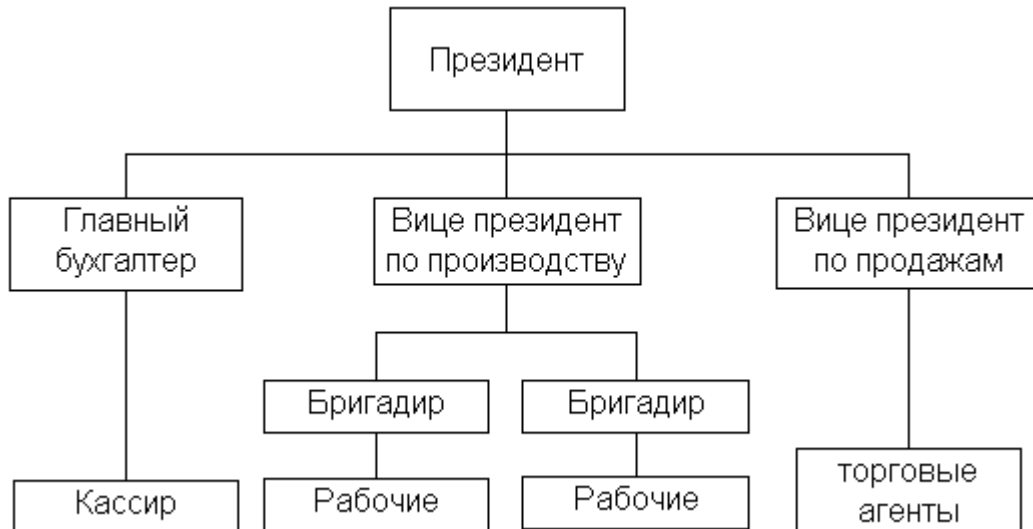 Президент
Главный
бухгалтер
Вице президент
по производству
Вице президент
по продажам
Бригадир
Бригадир
Кассир
Рабочие
Рабочие
торговые
агенты